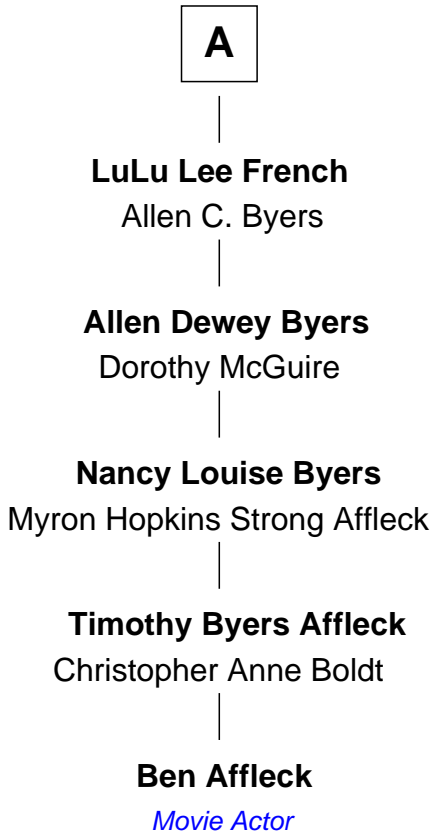 A
LuLu Lee French
Allen C. Byers
Allen Dewey Byers
Dorothy McGuire
Nancy Louise Byers
Myron Hopkins Strong Affleck
Timothy Byers Affleck
Christopher Anne Boldt
Ben Affleck
Movie Actor